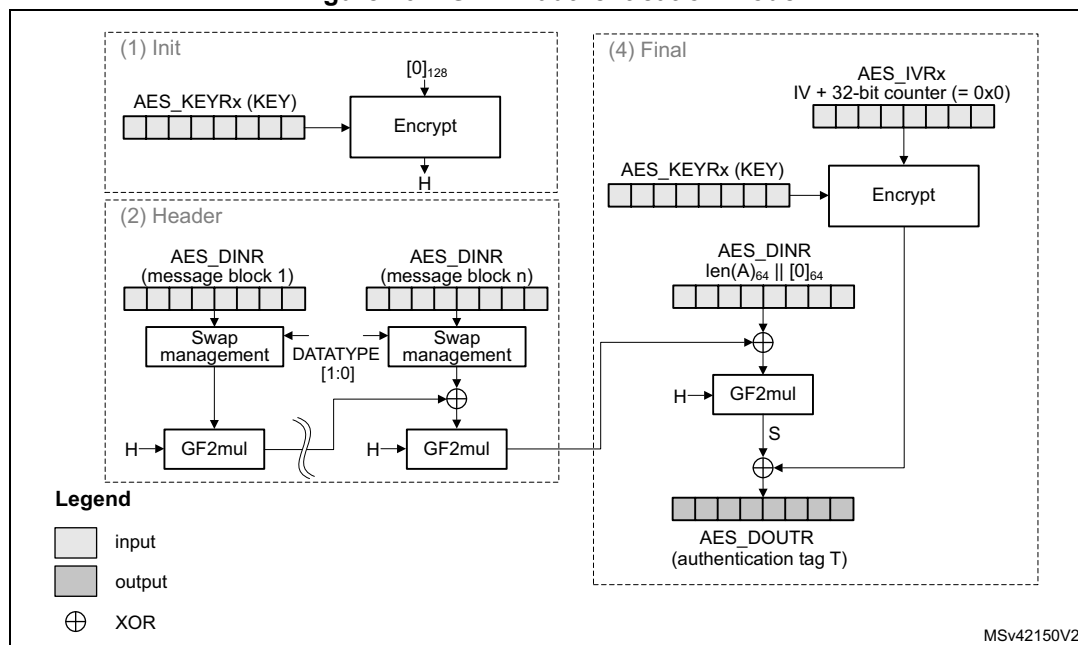 (1) Init
[0]128
AES_KEYRx (KEY)
Encrypt
H
(2) Header
AES_DINR
(message block 1)
AES_DINR
(message block n)
Swap
management
DATATYPE
[1:0]
Swap
management
H
GF2mul
H
GF2mul
(4) Final
AES_IVRx
IV + 32-bit counter (= 0x0)
AES_KEYRx (KEY)
Encrypt
AES_DINR
len(A)64 || [0]64
H
GF2mul
S
AES_DOUTR
(authentication tag T)
Legend
input
output
XOR
MSv42150V2